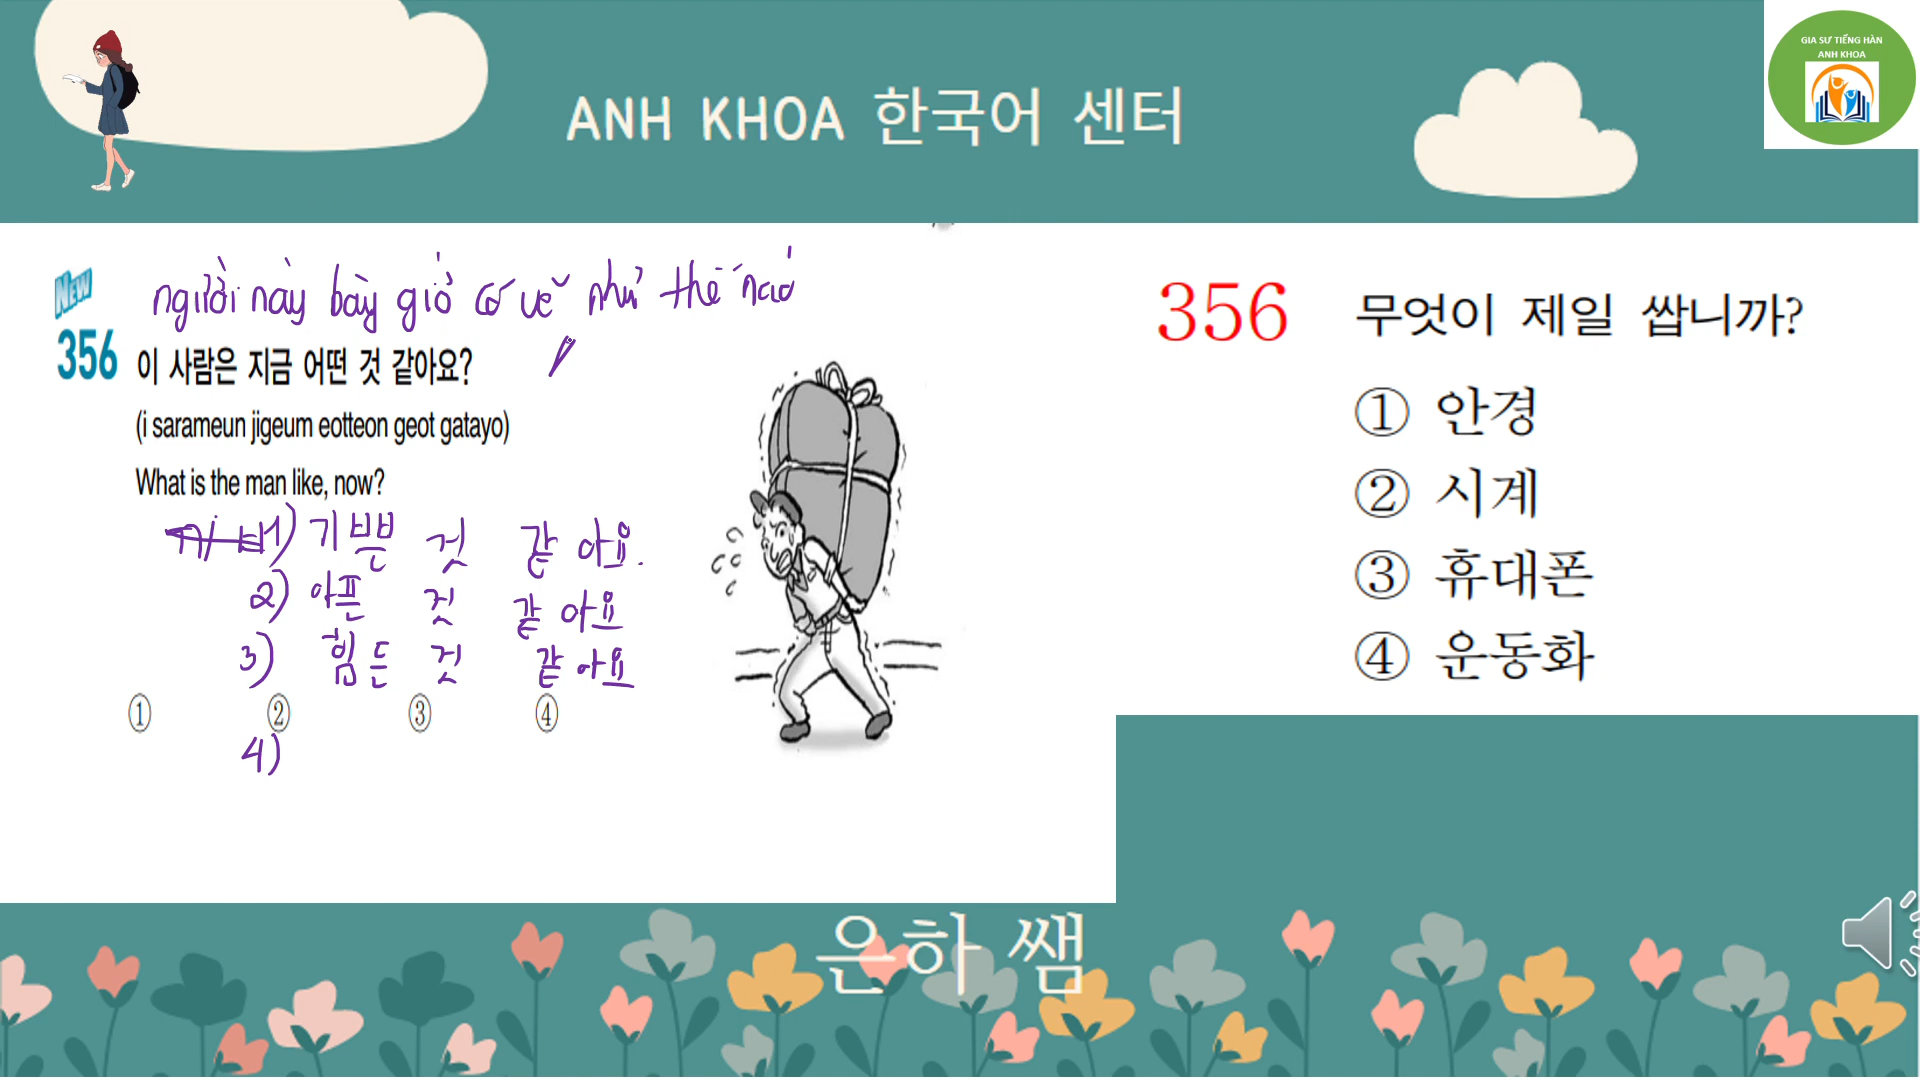 GIA SƯ TIẾNG HÀN
ANH KHOA
ANH KHOA 한국어 센터
người này bây giờ có vẻ như thế nào
NEW
356 이 사람은 지금 어떤 것 같아요?
(i sarameun jigeum eotteon geot gatayo)
What is the man like, now?
1) 기쁜 것 같아요.
2) 아픈 것 같아요
3) 힘든 것 같아요
① ② ③ ④
4)
356 무엇이 제일 쌉니까?
① 안경
② 시계
③ 휴대폰
④ 운동화
은하 쌤